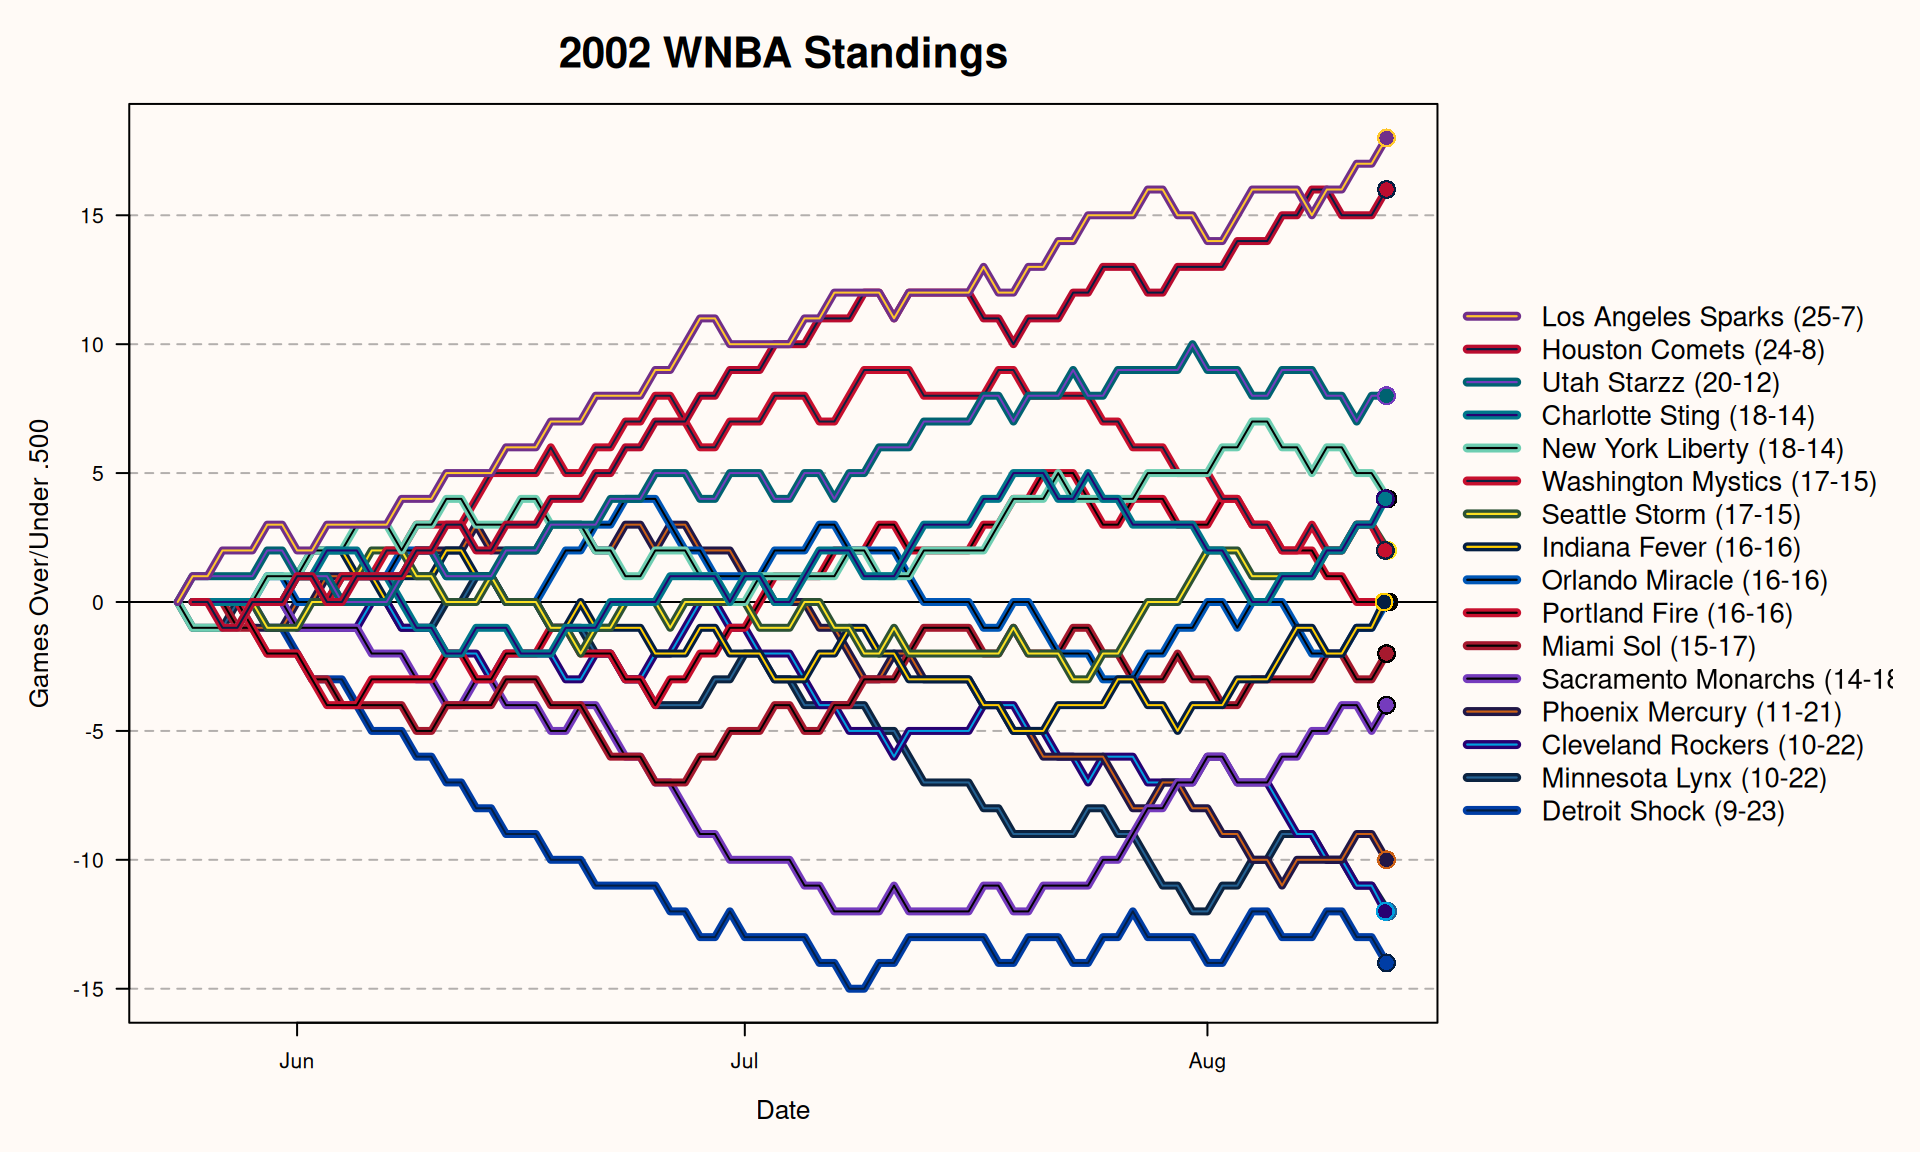 2002 WNBA Standings
Games Over/Under .500
15
10
5
0
-5
-10
-15
Jun
Jul
Aug
Date
Los Angeles Sparks (25-7)
Houston Comets (24-8)
Utah Starzz (20-12)
Charlotte Sting (18-14)
New York Liberty (18-14)
Washington Mystics (17-15)
Seattle Storm (17-15)
Indiana Fever (16-16)
Orlando Miracle (16-16)
Portland Fire (16-16)
Miami Sol (15-17)
Sacramento Monarchs (14-18
Phoenix Mercury (11-21)
Cleveland Rockers (10-22)
Minnesota Lynx (10-22)
Detroit Shock (9-23)